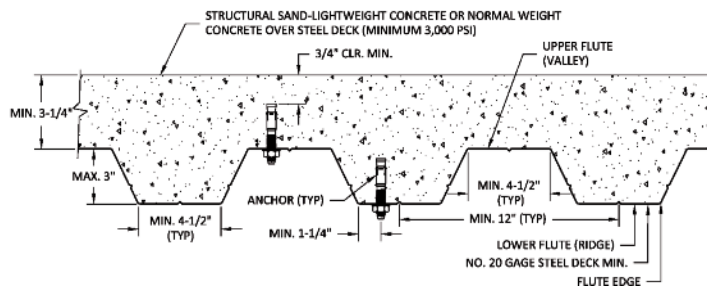 STRUCTURAL SAND-LIGHTWEIGHT CONCRETE OR NORMAL WEIGHT
CONCRETE OVER STEEL DECK (MINIMUM 3,000 PSI)
3/4" CLR. MIN.
UPPER FLUTE
(VALLEY)
MIN. 3-1/4"
MAX. 3"
ANCHOR (TYP)
MIN. 4-1/2"
(TYP)
MIN. 4-1/2"
(TYP)
MIN. 12" (TYP)
MIN. 1-1/4"
LOWER FLUTE (RIDGE)
NO. 20 GAGE STEEL DECK MIN.
FLUTE EDGE